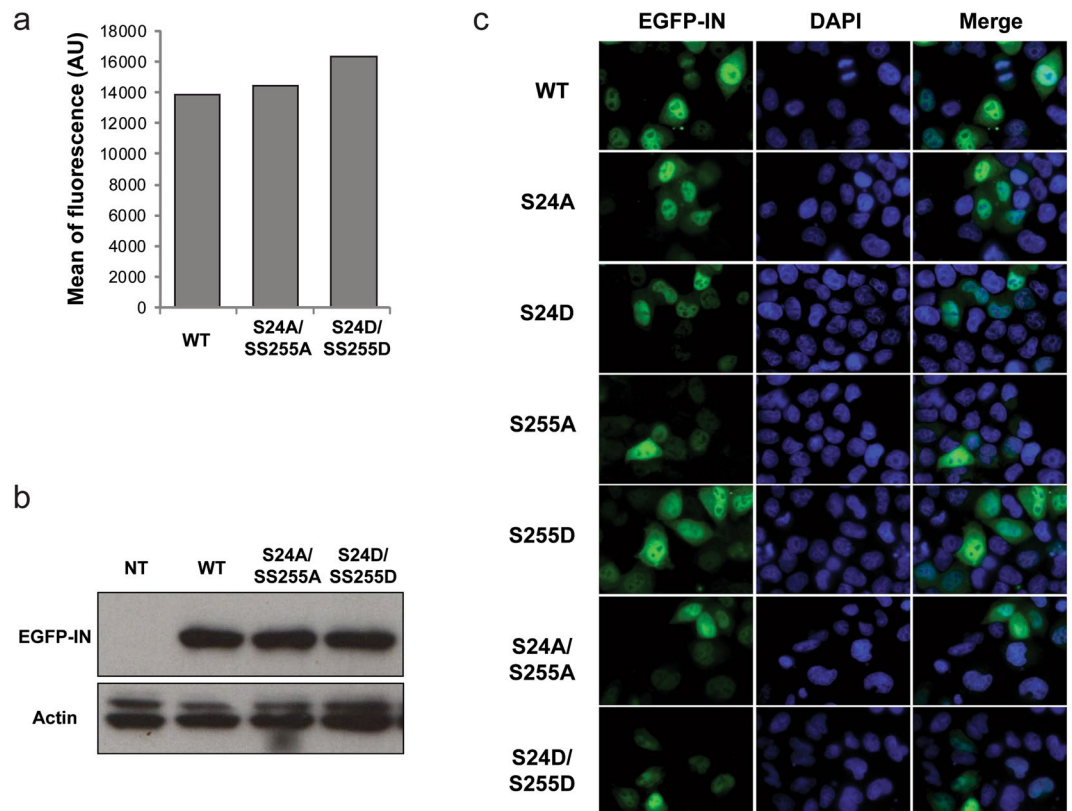 a
Mean of fluorescence (AU)
18000
16000
14000
12000
10000
8000
6000
4000
2000
0
WT
S24A/
SS255A
S24D/
SS255D
b
NT
WT
S24A/
SS255A
S24D/
SS255D
EGFP-IN
Actin
c
EGFP-IN
DAPI
Merge
WT
S24A
S24D
S255A
S255D
S24A/
S255A
S24D/
S255D